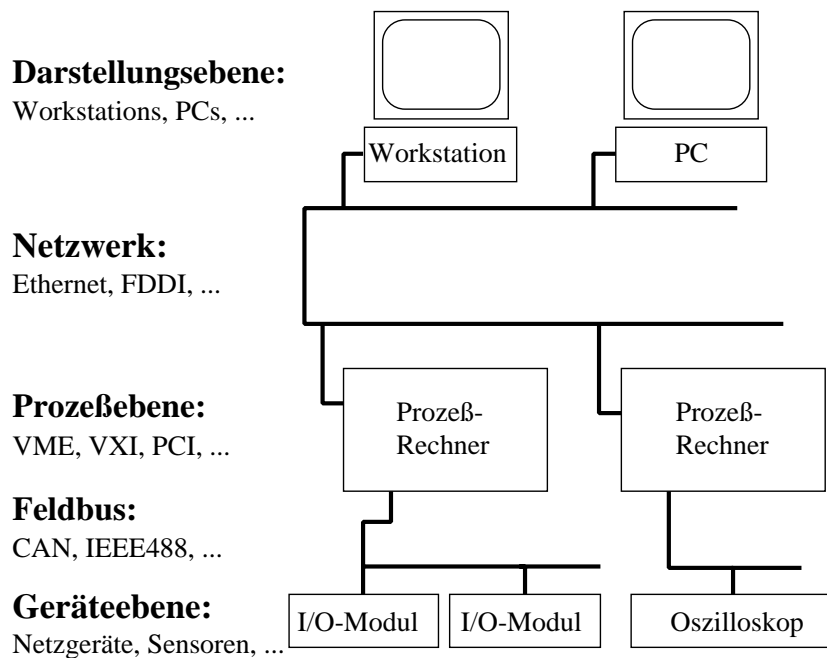 Darstellungsebene:
Workstations, PCs, ...
Workstation
PC
Netzwerk:
Ethernet, FDDI, ...
Prozeßebene:
VME, VXI, PCI, ...
Prozeß-
Rechner
Prozeß-
Rechner
Feldbus:
CAN, IEEE488, ...
Geräteebene:
Netzgeräte, Sensoren, ...
I/O-Modul
I/O-Modul
Oszilloskop